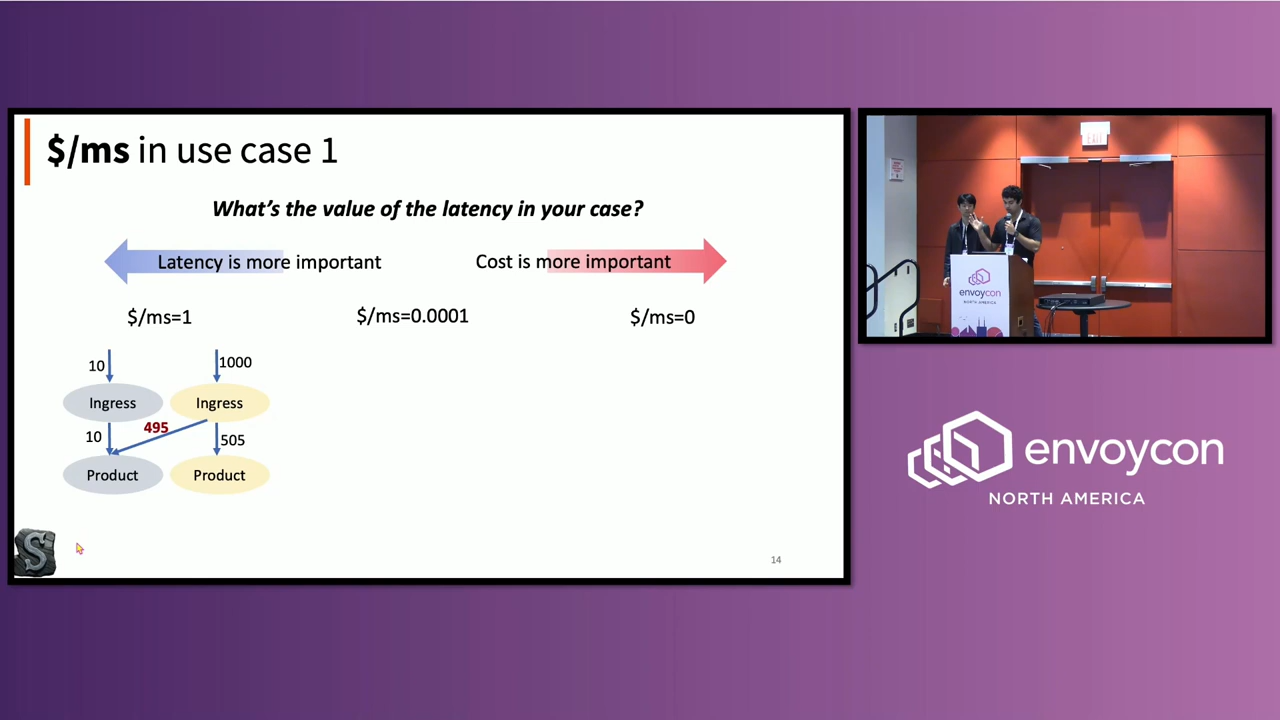 $/ms in use case 1
What's the value of the latency in your case?
Latency is more important
Cost is more important
$/ms=1
$/ms=0.0001
$/ms=0
10
1000
Ingress
Ingress
10
495
505
Product
Product
S
14
EXIT
envoycon
NORTH AMERICA
envoycon
NORTH AMERICA